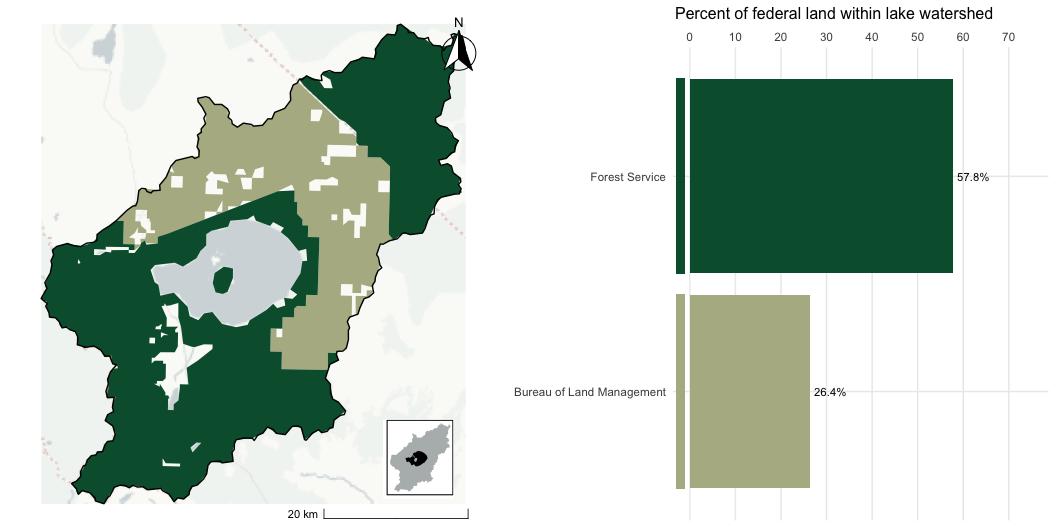 N
20 km
Percent of federal land within lake watershed
0 10 20 30 40 50 60 70
Forest Service
57.8%
Bureau of Land Management
26.4%